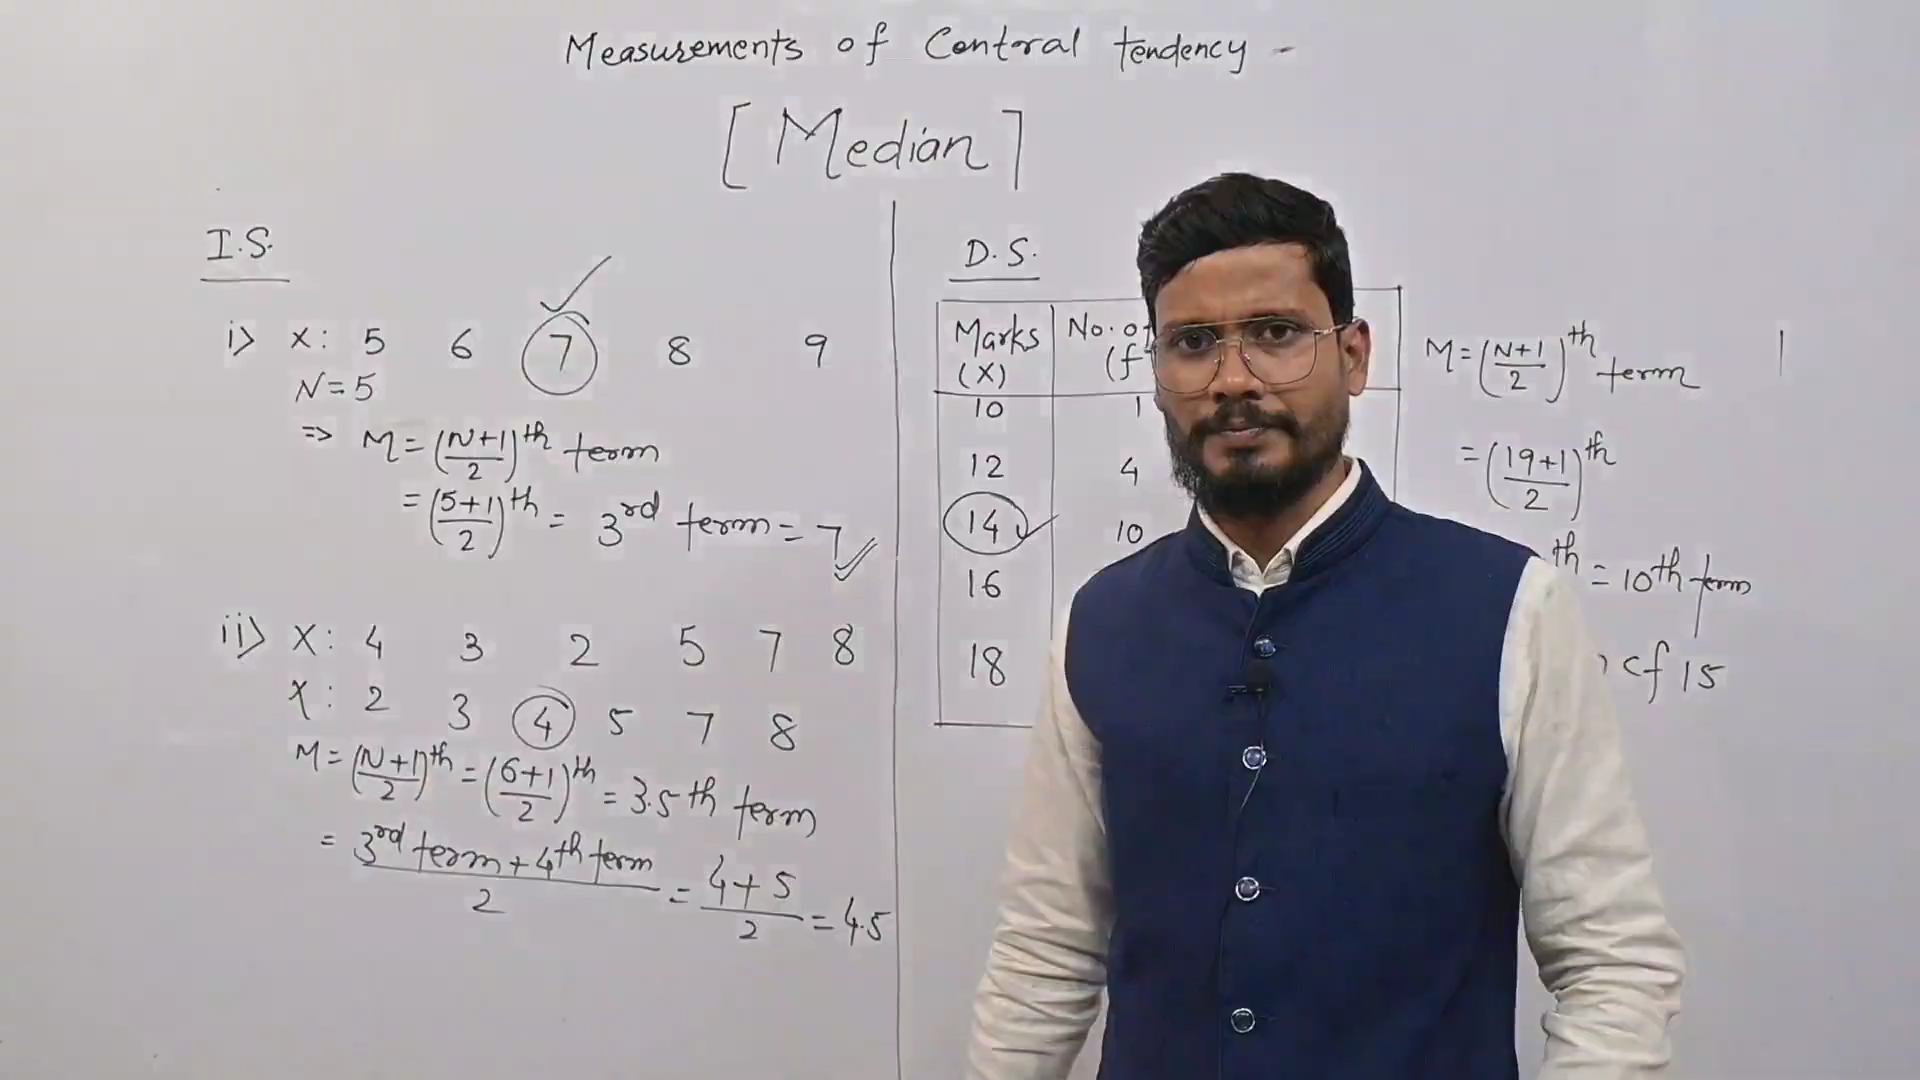 Measurements of Contral tendency -
[Median]
I.S.
i> X: 5 6 7 8 9
N=5
=> M=(N+1/2)th term
=(5+1/2)th = 3rd term = 7
ii> X: 4 3 2 5 7 8
X: 2 3 4 5 7 8
M=(N+1/2)th =(6+1/2)th = 3.5th term
= 3rd term + 4th term / 2 = 4+5/2 = 4.5
D.S.
Marks (X) No. of (f
10 1
12 4
14 10
16
18
M=(N+1/2)th term
=(19+1/2)th
th = 10th term
cf 15